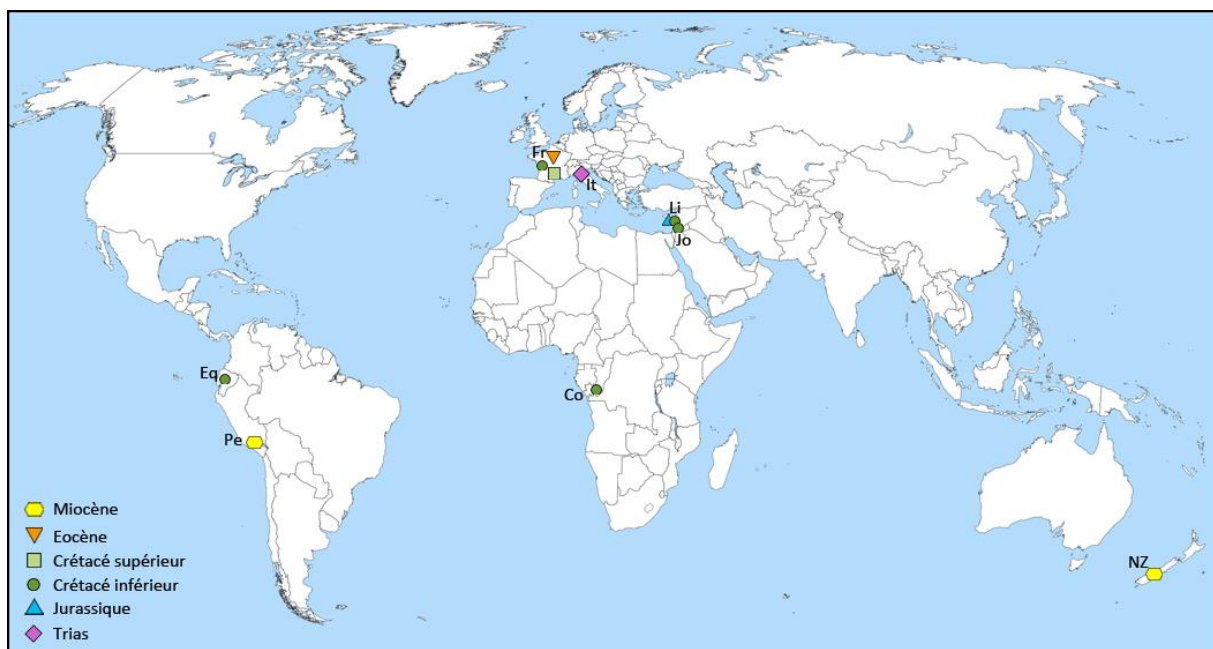 Fr
It
Li
Jo
Eq
Co
Pe
NZ
Miocène
Eocène
Crétacé supérieur
Crétacé inférieur
Jurassique
Trias